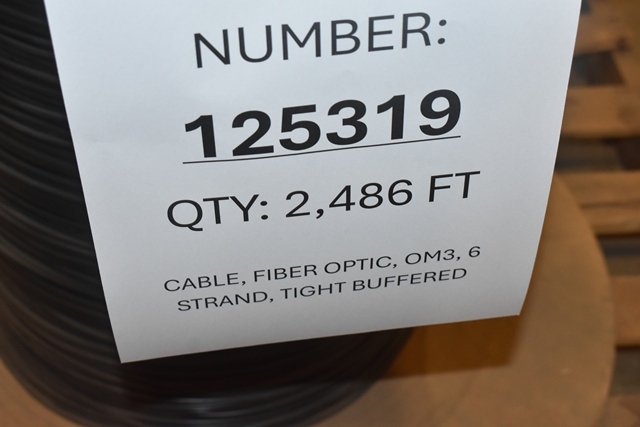 NUMBER:
125319
QTY: 2,486 FT
CABLE, FIBER OPTIC, OM3, 6
STRAND, TIGHT BUFFERED